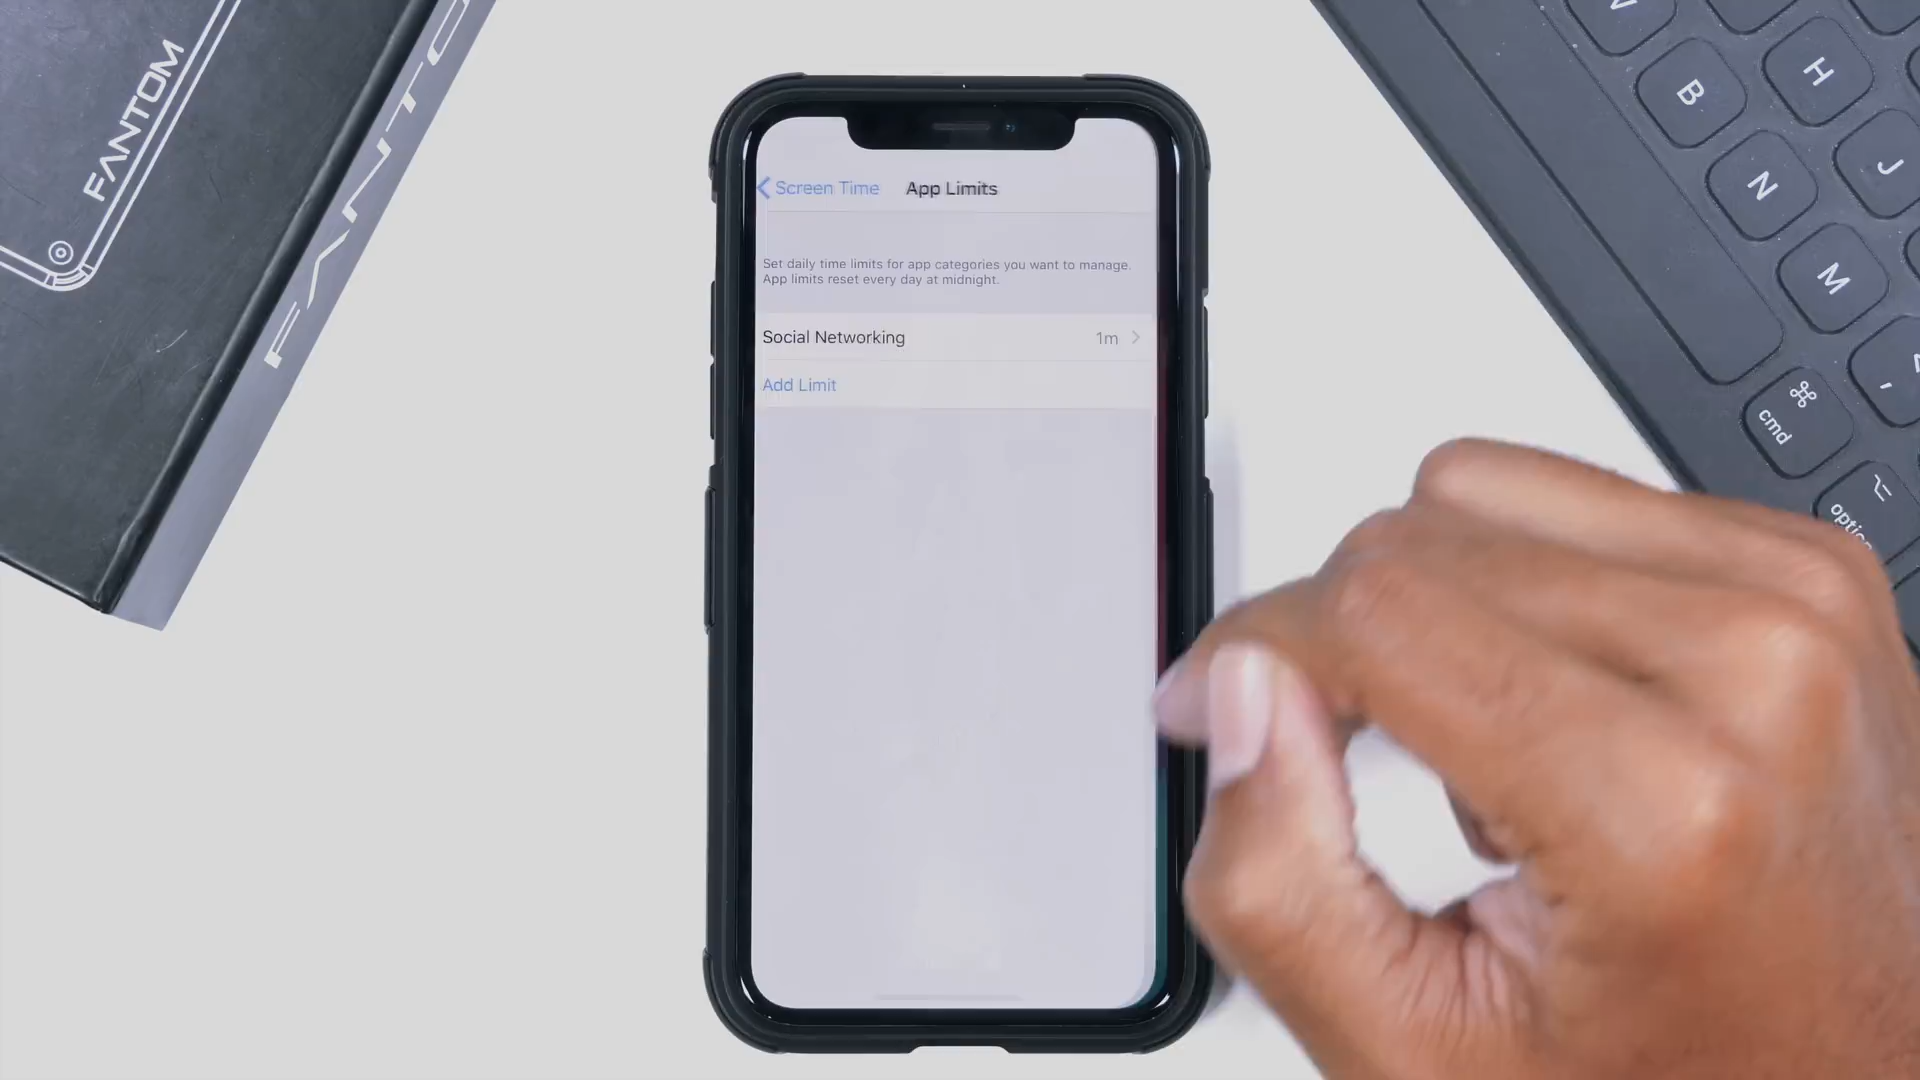 FANTOM
FANTO
Screen Time
App Limits
Set daily time limits for app categories you want to manage.
App limits reset every day at midnight.
Social Networking 1m
Add Limit
V
B
H
N
J
M
,
⌘
cmd
⌥
option